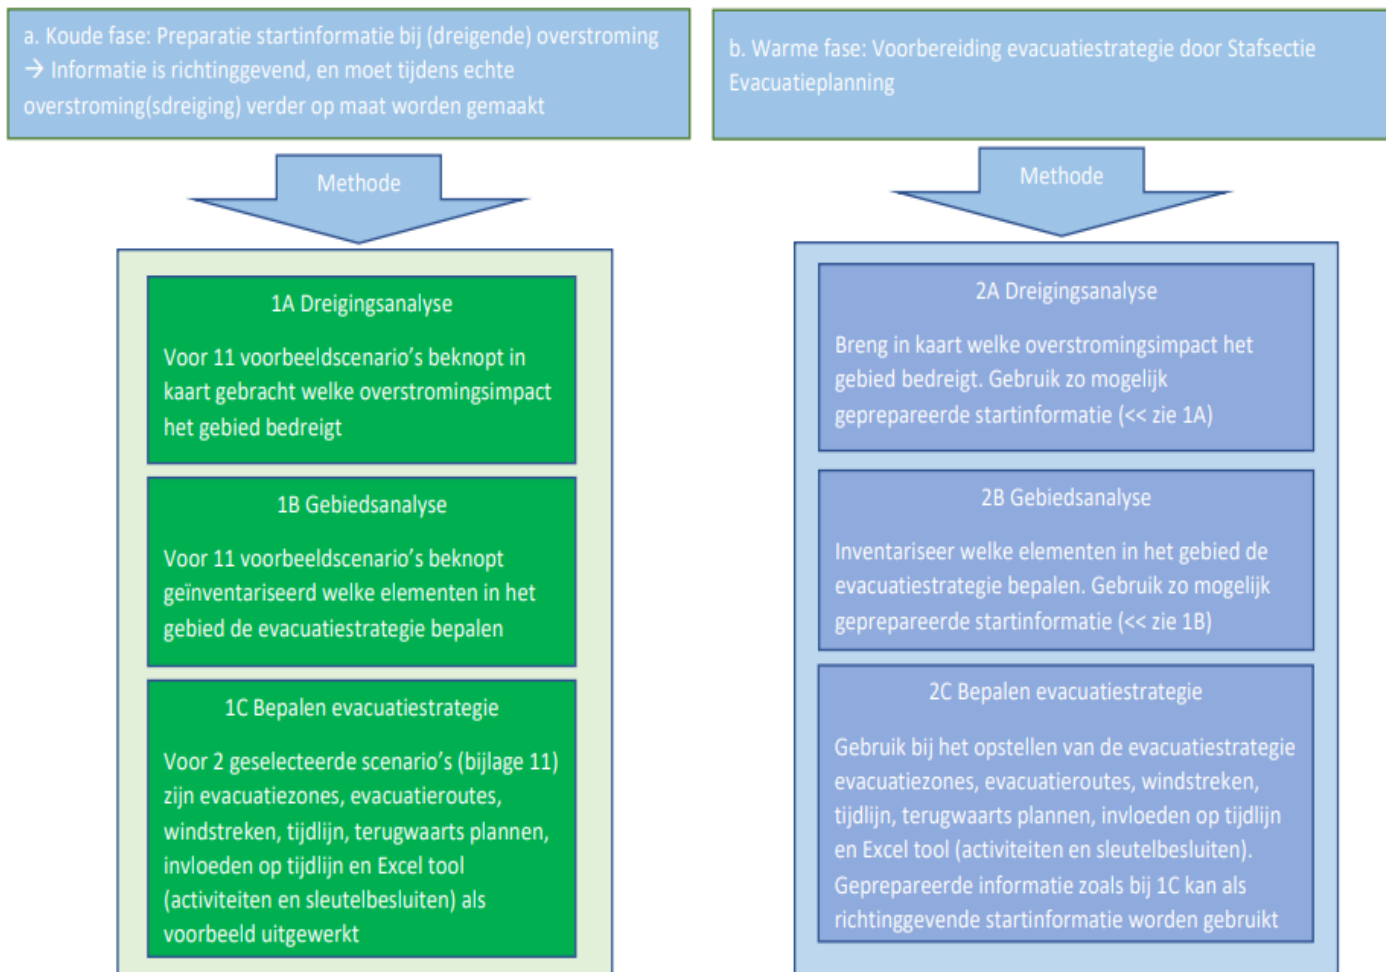 a. Koude fase: Preparatie startinformatie bij (dreigende) overstroming
→ Informatie is richtinggevend, en moet tijdens echte
overstroming(sdreiging) verder op maat worden gemaakt
Methode
1A Dreigingsanalyse
Voor 11 voorbeeldscenario’s beknopt in
kaart gebracht welke overstromingsimpact
het gebied bedreigt
1B Gebiedsanalyse
Voor 11 voorbeeldscenario’s beknopt
geïnventariseerd welke elementen in het
gebied de evacuatiestrategie bepalen
1C Bepalen evacuatiestrategie
Voor 2 geselecteerde scenario’s (bijlage 11)
zijn evacuatiezones, evacuatieroutes,
windstreken, tijdlijn, terugwaarts plannen,
invloeden op tijdlijn en Excel tool
(activiteiten en sleutelbesluiten) als
voorbeeld uitgewerkt
b. Warme fase: Voorbereiding evacuatiestrategie door Stafsectie
Evacuatieplanning
Methode
2A Dreigingsanalyse
Breng in kaart welke overstromingsimpact het
gebied bedreigt. Gebruik zo mogelijk
geprepareerde startinformatie (<< zie 1A)
2B Gebiedsanalyse
Inventariseer welke elementen in het gebied de
evacuatiestrategie bepalen. Gebruik zo mogelijk
geprepareerde startinformatie (<< zie 1B)
2C Bepalen evacuatiestrategie
Gebruik bij het opstellen van de evacuatiestrategie
evacuatiezones, evacuatieroutes, windstreken,
tijdlijn, terugwaarts plannen, invloeden op tijdlijn
en Excel tool (activiteiten en sleutelbesluiten).
Geprepareerde informatie zoals bij 1C kan als
richtinggevende startinformatie worden gebruikt